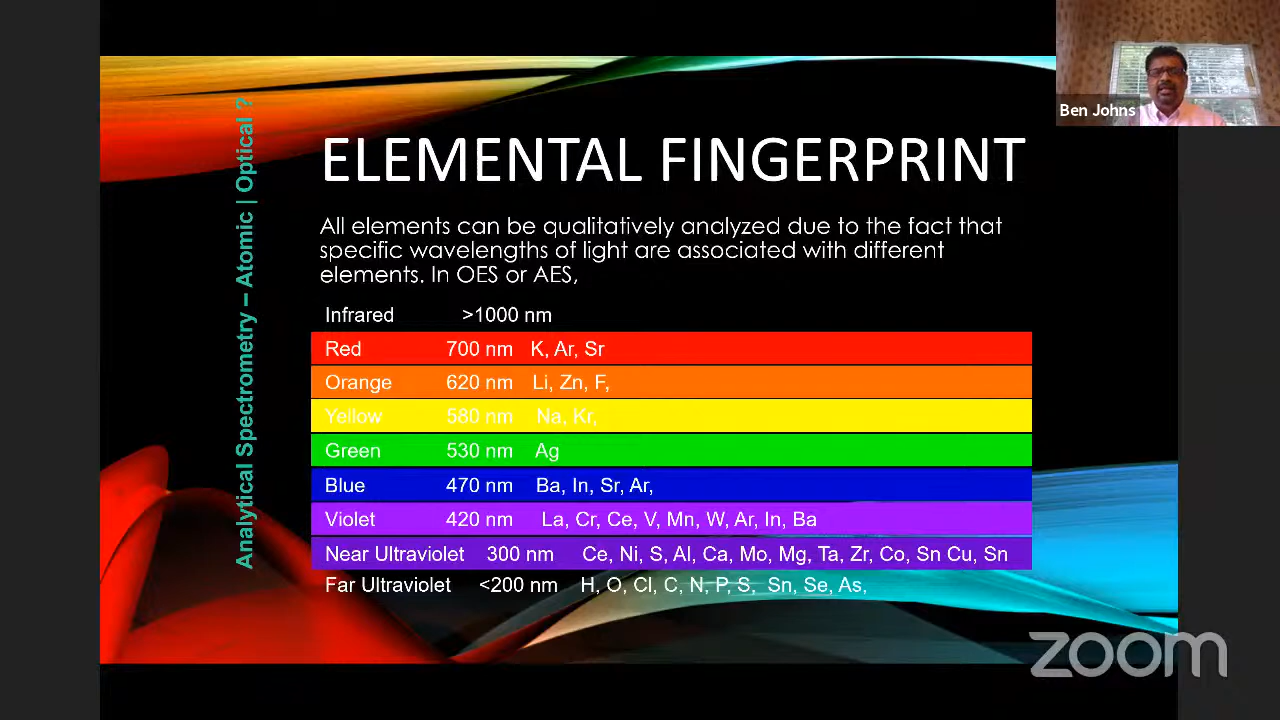 Ben Johns
Analytical Spectrometry – Atomic | Optical ?
ELEMENTAL FINGERPRINT
All elements can be qualitatively analyzed due to the fact that
specific wavelengths of light are associated with different
elements. In OES or AES,
Infrared >1000 nm
Red 700 nm K, Ar, Sr
Orange 620 nm Li, Zn, F,
Yellow 580 nm Na, Kr,
Green 530 nm Ag
Blue 470 nm Ba, In, Sr, Ar,
Violet 420 nm La, Cr, Ce, V, Mn, W, Ar, In, Ba
Near Ultraviolet 300 nm Ce, Ni, S, Al, Ca, Mo, Mg, Ta, Zr, Co, Sn Cu, Sn
Far Ultraviolet <200 nm H, O, Cl, C, N, P, S, Sn, Se, As,
zoom